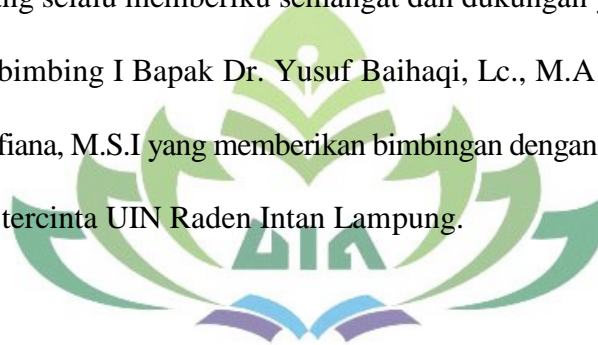 selalu memberiku semangat dan dukungan
bimbing I Bapak Dr. Yusuf Baihaqi, Lc., M.A
fiana, M.S.I yang memberikan bimbingan dengan
tercinta UIN Raden Intan Lampung.
UIN